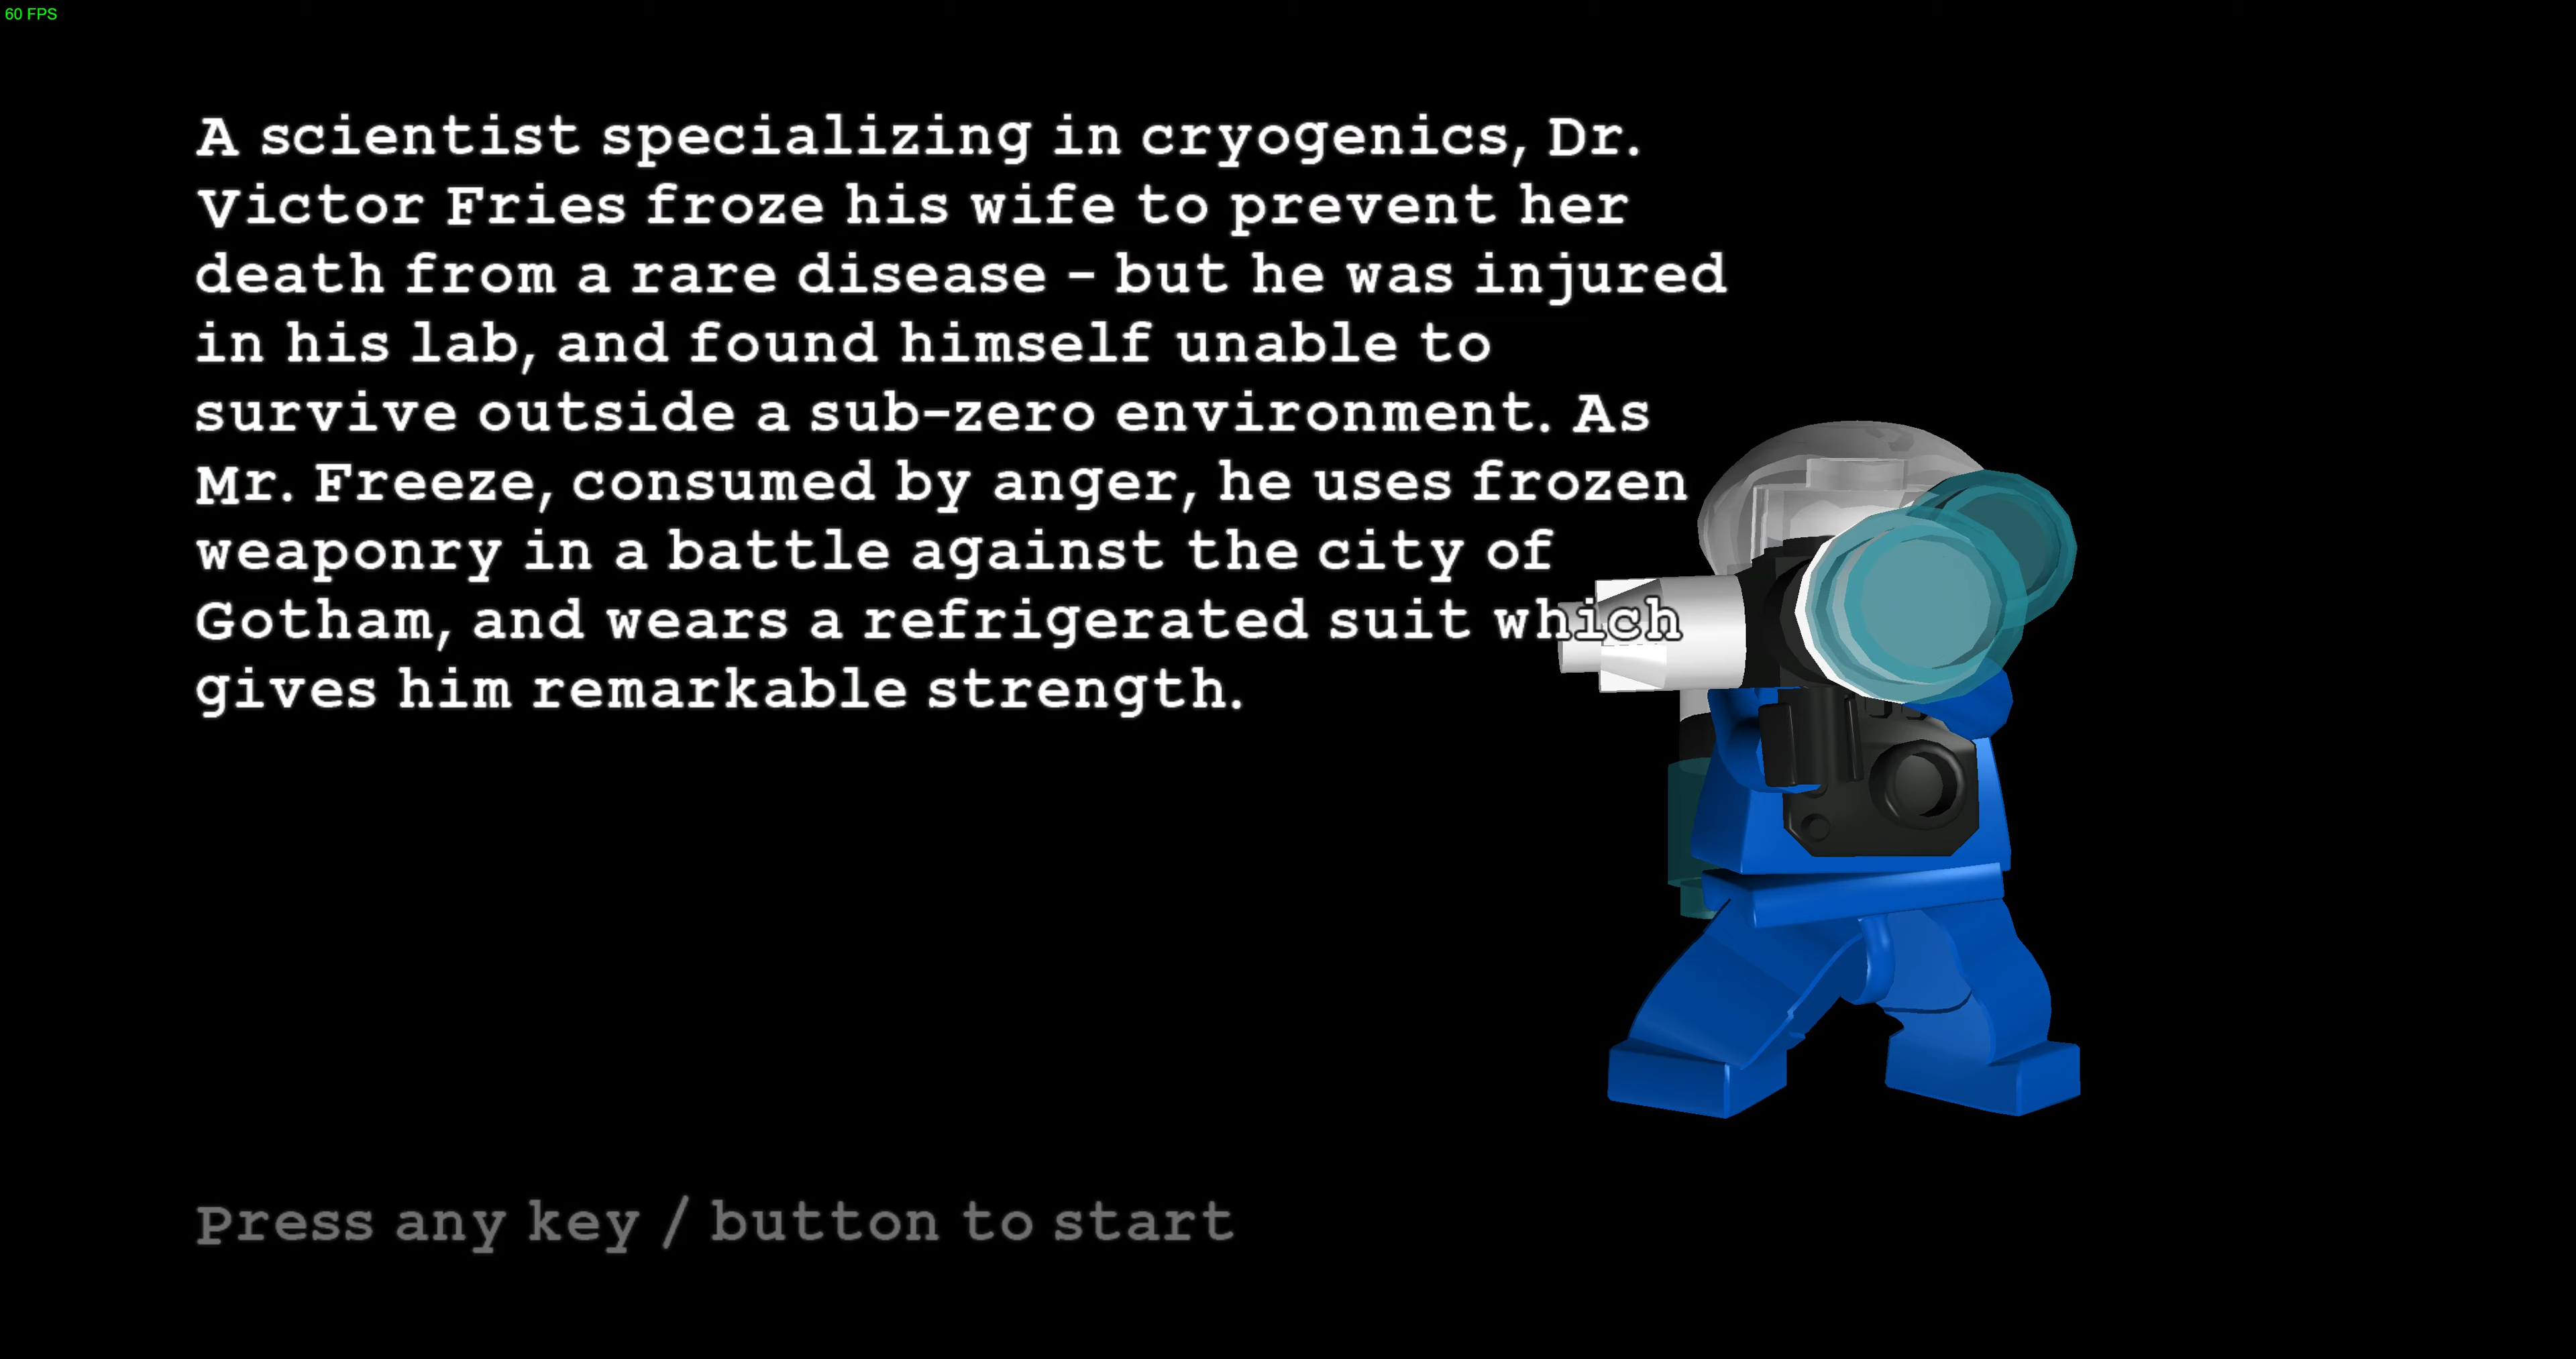 60 FPS
A scientist specializing in cryogenics, Dr.
Victor Fries froze his wife to prevent her
death from a rare disease - but he was injured
in his lab, and found himself unable to
survive outside a sub-zero environment. As
Mr. Freeze, consumed by anger, he uses frozen
weaponry in a battle against the city of
Gotham, and wears a refrigerated suit which
gives him remarkable strength.
Press any key / button to start